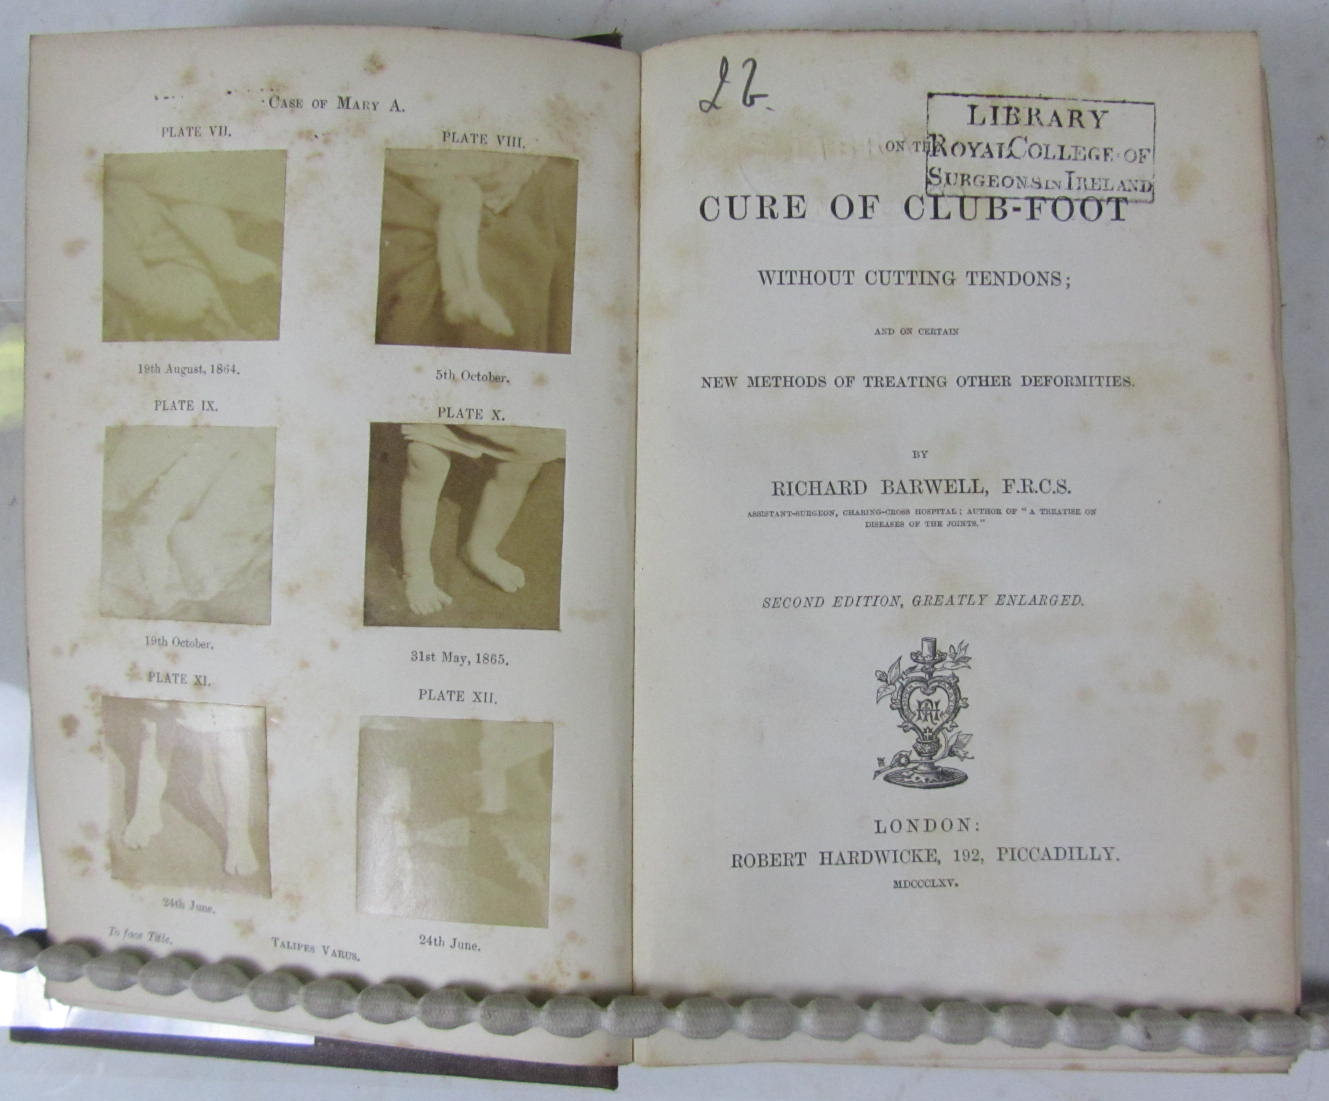 CASE OF MARY A.
PLATE VII.
PLATE VIII.
19th August, 1864.
5th October.
PLATE IX.
PLATE X.
19th October.
31st May, 1865.
PLATE XI.
PLATE XII.
24th June.
24th June.
To face Title.
TALIPES VARUS.
LIBRARY
ROYAL COLLEGE OF
SURGEONS IN IRELAND
ON THE
CURE OF CLUB-FOOT
WITHOUT CUTTING TENDONS;
AND ON CERTAIN
NEW METHODS OF TREATING OTHER DEFORMITIES.
BY
RICHARD BARWELL, F.R.C.S.
ASSISTANT-SURGEON, CHARING-CROSS HOSPITAL; AUTHOR OF "A TREATISE ON
DISEASES OF THE JOINTS."
SECOND EDITION, GREATLY ENLARGED.
LONDON:
ROBERT HARDWICKE, 192, PICCADILLY.
MDCCCLXV.